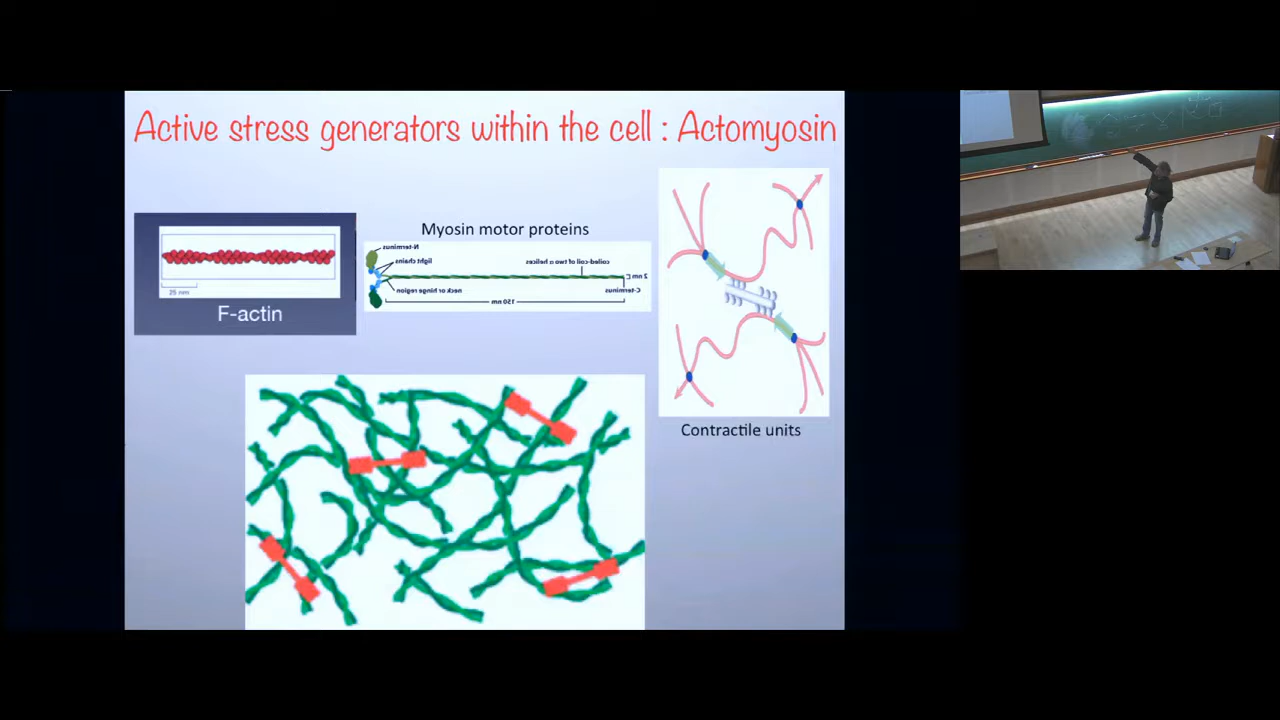 Active stress generators within the cell : Actomyosin
Myosin motor proteins
N-terminus
light chains
coiled-coil of two α helices
2 nm
C-terminus
neck or hinge region
150 nm
25 nm
F-actin
Contractile units